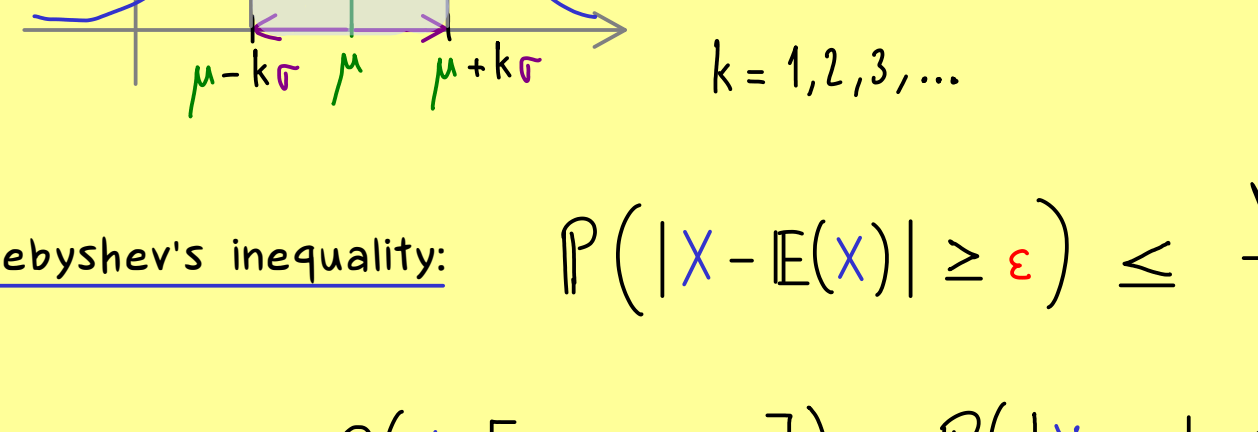 μ - kσ μ μ + kσ k = 1, 2, 3, ...
ebyshev's inequality: ℙ(|X - 𝔼(X)| ≥ ε) ≤